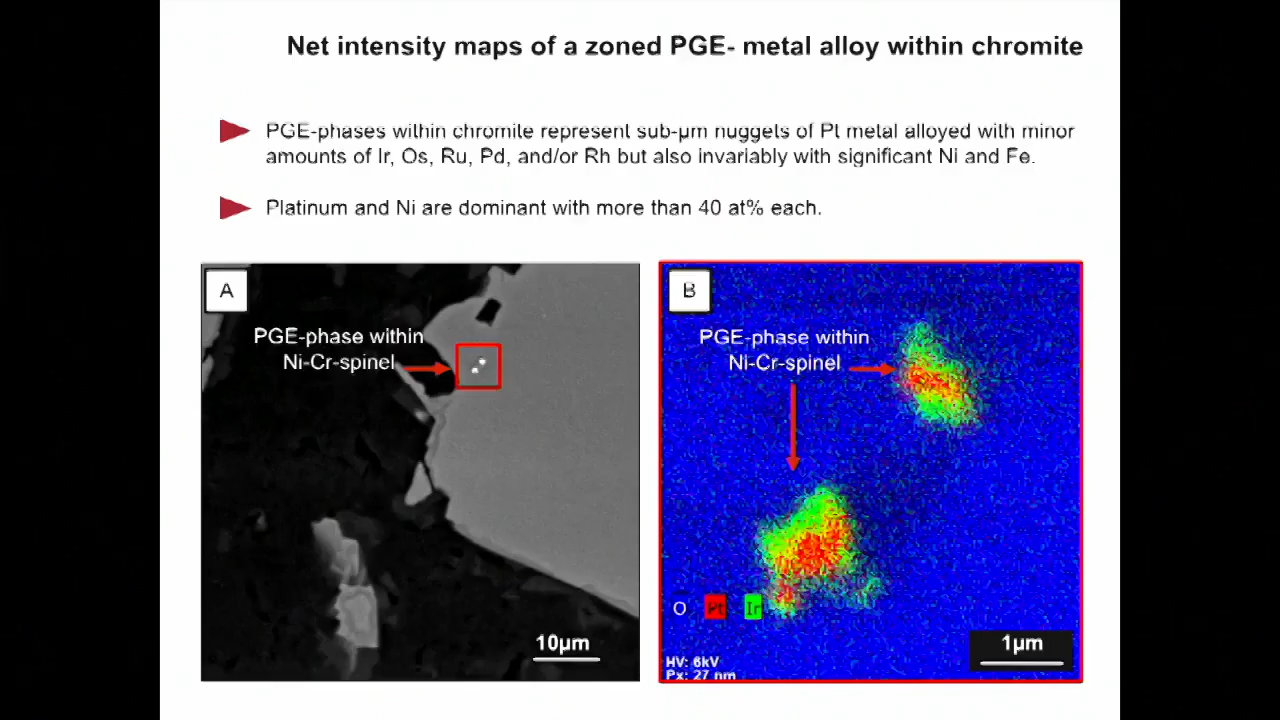 Net intensity maps of a zoned PGE- metal alloy within chromite
PGE-phases within chromite represent sub-µm nuggets of Pt metal alloyed with minor
amounts of Ir, Os, Ru, Pd, and/or Rh but also invariably with significant Ni and Fe.
Platinum and Ni are dominant with more than 40 at% each.
A
PGE-phase within
Ni-Cr-spinel
10µm
B
PGE-phase within
Ni-Cr-spinel
O Pt Ir
1µm
HV: 6kV
Px: 27 nm